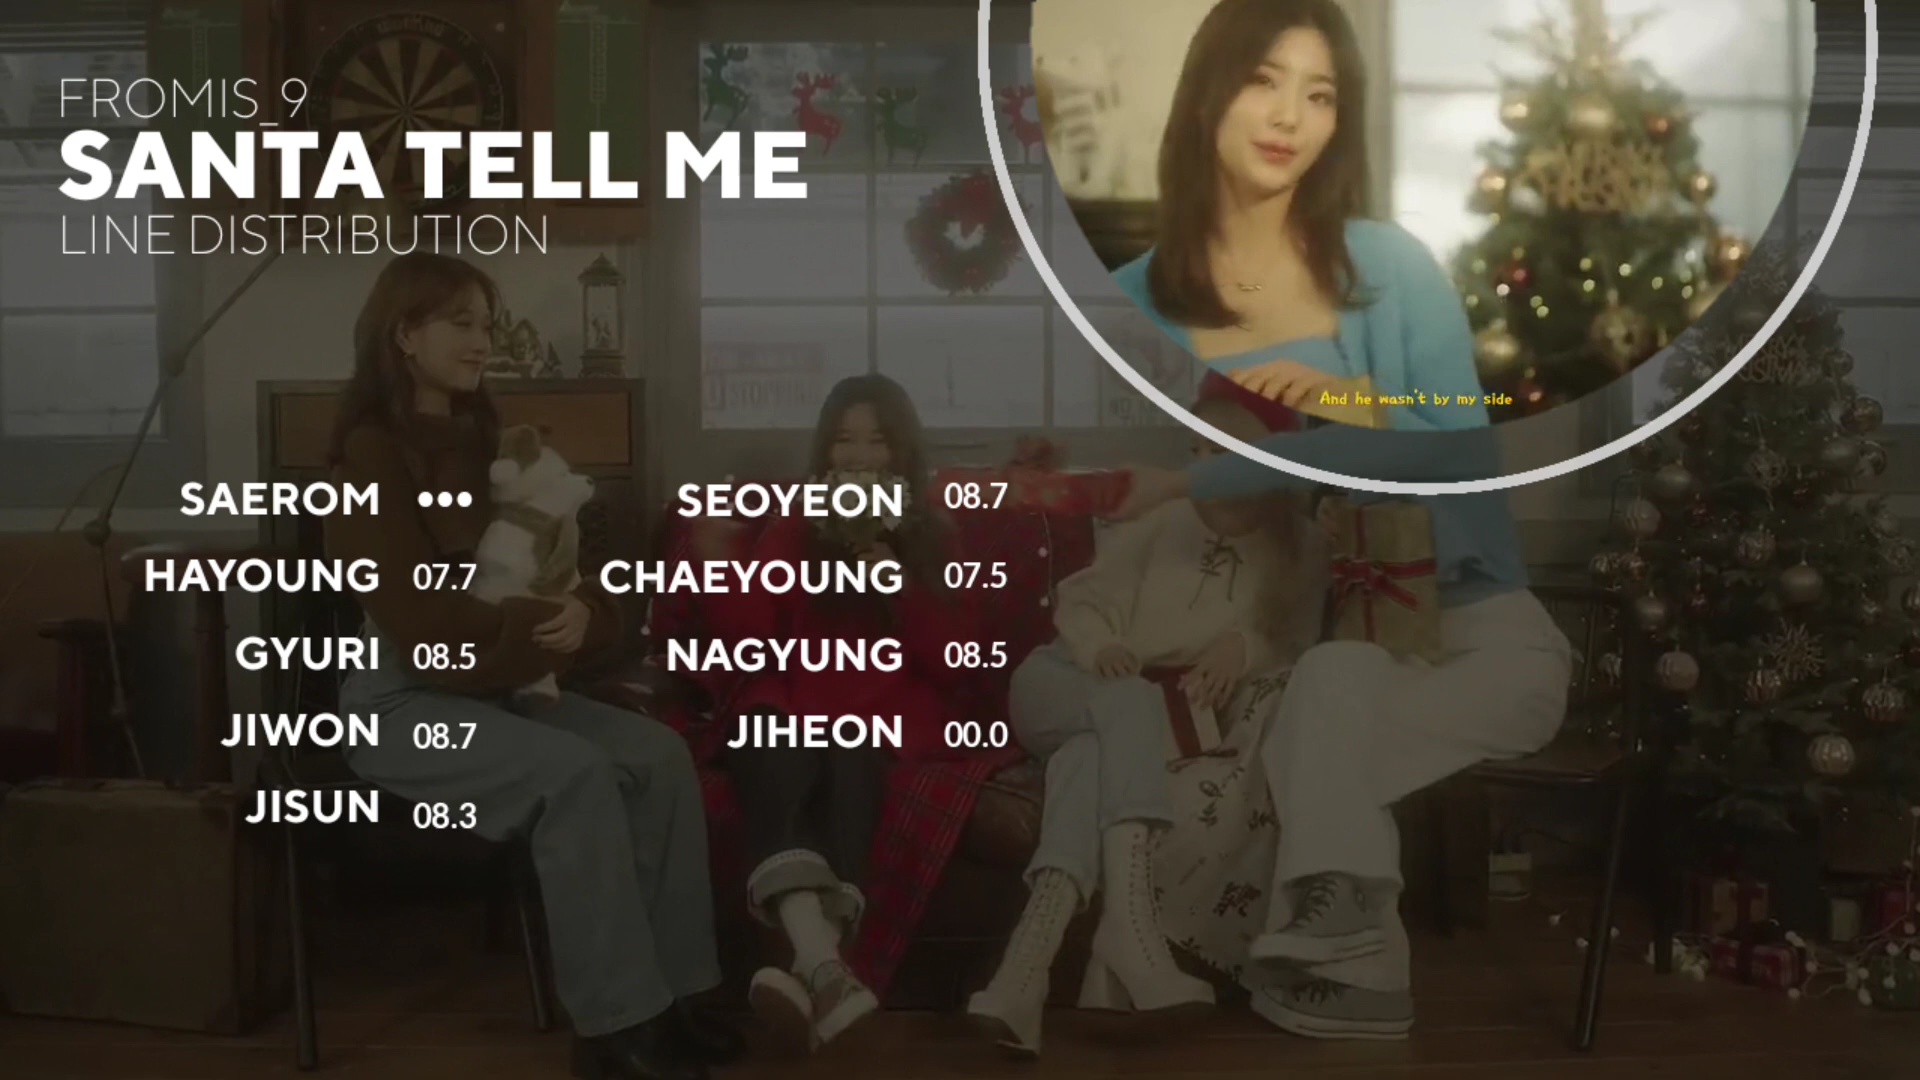 FROMIS_9
SANTA TELL ME
LINE DISTRIBUTION
And he wasn't by my side
SAEROM •••
HAYOUNG 07.7
GYURI 08.5
JIWON 08.7
JISUN 08.3
SEOYEON 08.7
CHAEYOUNG 07.5
NAGYUNG 08.5
JIHEON 00.0